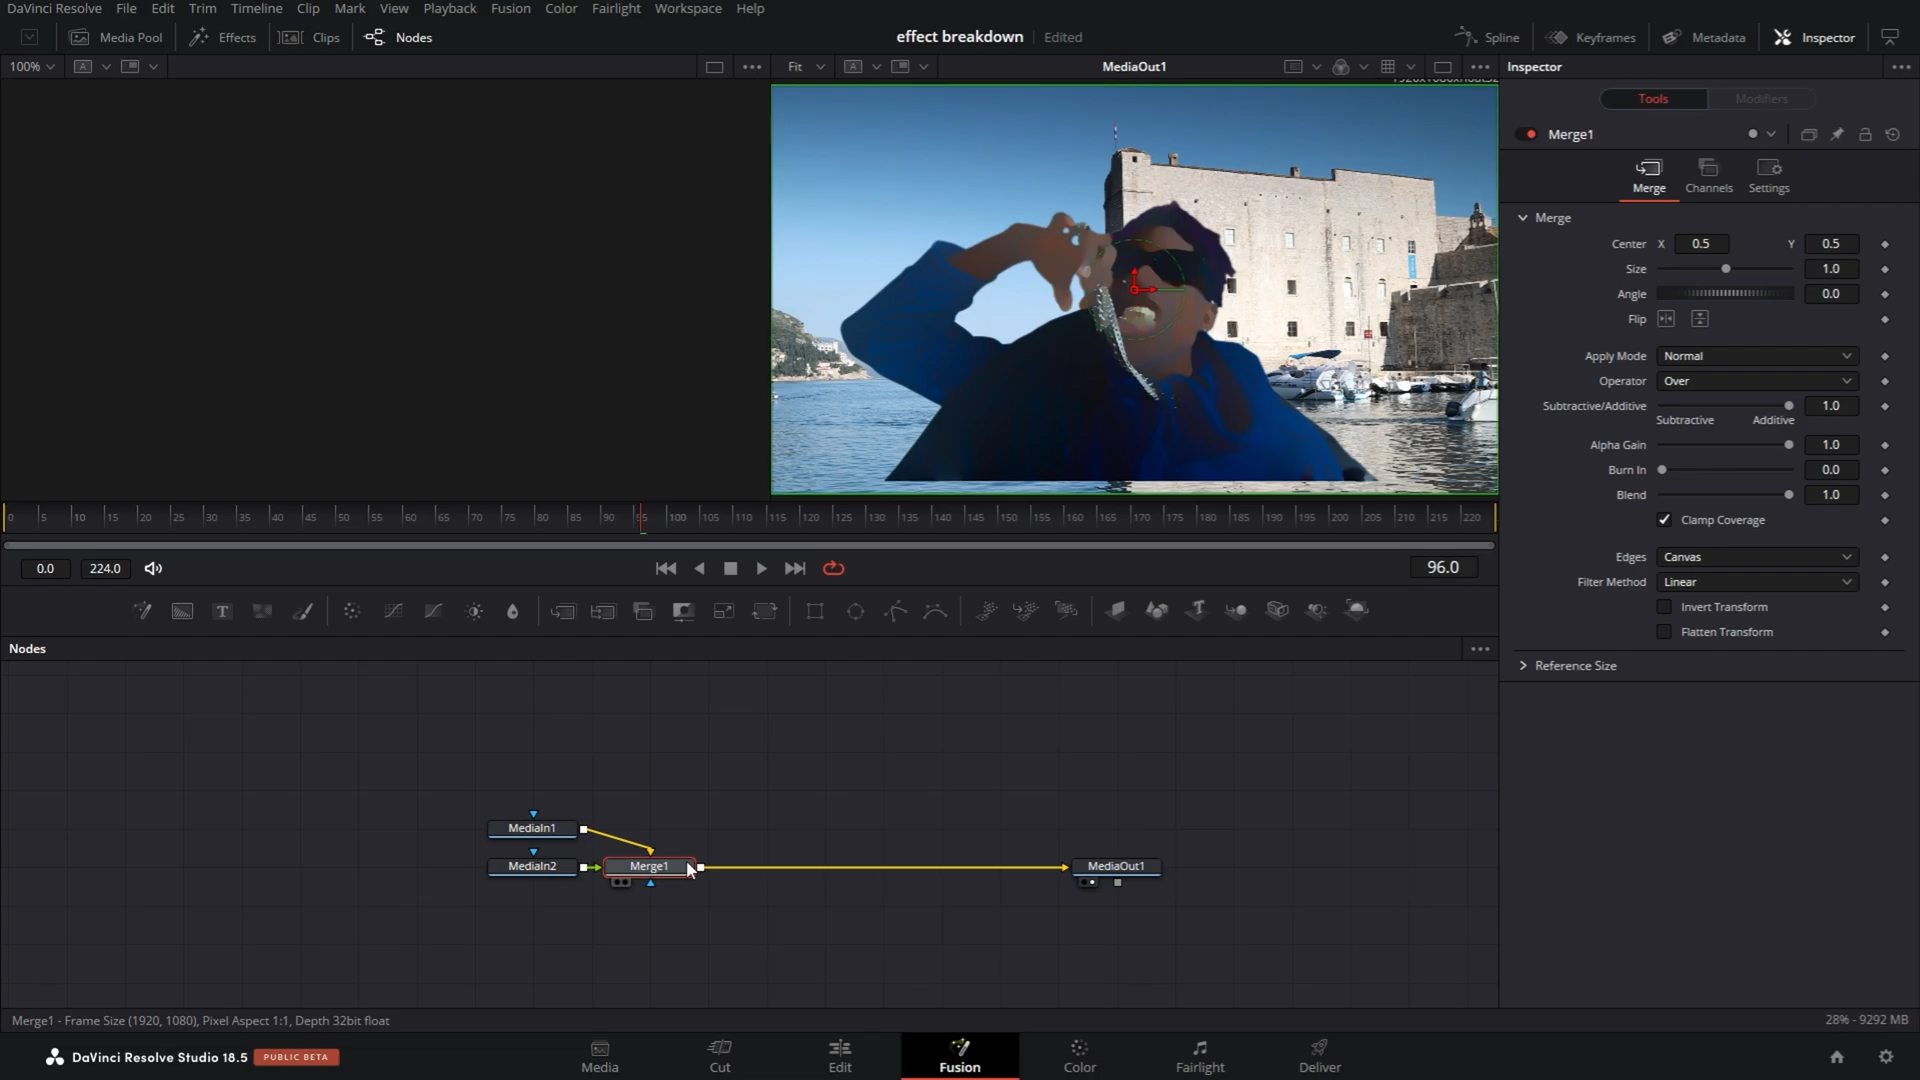 DaVinci Resolve File Edit Trim Timeline Clip Mark View Playback Fusion Color Fairlight Workspace Help
Media Pool Effects Clips Nodes effect breakdown Edited Spline Keyframes Metadata Inspector
100% A Fit A MediaOut1 Inspector
Tools Modifiers
Merge1
Merge Channels Settings
Merge
Center X 0.5 Y 0.5
Size 1.0
Angle 0.0
Flip
Apply Mode Normal
Operator Over
Subtractive/Additive 1.0
Subtractive Additive
Alpha Gain 1.0
Burn In 0.0
Blend 1.0
Clamp Coverage
Edges Canvas
Filter Method Linear
Invert Transform
Flatten Transform
Reference Size
0 5 10 15 20 25 30 35 40 45 50 55 60 65 70 75 80 85 90 95 100 105 110 115 120 125 130 135 140 145 150 155 160 165 170 175 180 185 190 195 200 205 210 215 220
0.0 224.0 96.0
T T
Nodes
MediaIn1
MediaIn2 Merge1 MediaOut1
Merge1 - Frame Size (1920, 1080), Pixel Aspect 1:1, Depth 32bit float 28% - 9292 MB
DaVinci Resolve Studio 18.5 PUBLIC BETA Media Cut Edit Fusion Color Fairlight Deliver